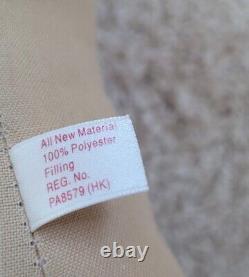 All New Material
100% Polyester
Filling
REG. No.
PA8579 (HK)